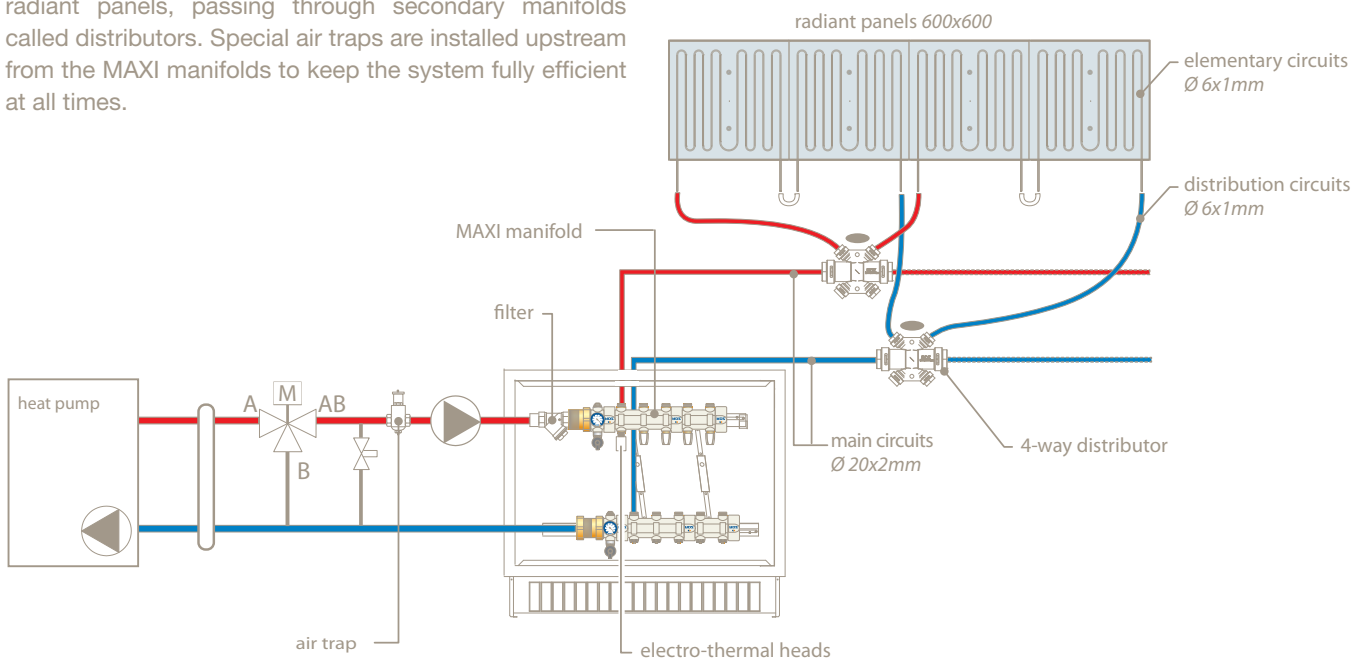 radiant panels, passing through secondary manifolds
called distributors. Special air traps are installed upstream
from the MAXI manifolds to keep the system fully efficient
at all times.
radiant panels 600x600
elementary circuits
Ø 6x1mm
distribution circuits
Ø 6x1mm
MAXI manifold
filter
heat pump
A
M
AB
B
main circuits
Ø 20x2mm
4-way distributor
air trap
electro-thermal heads